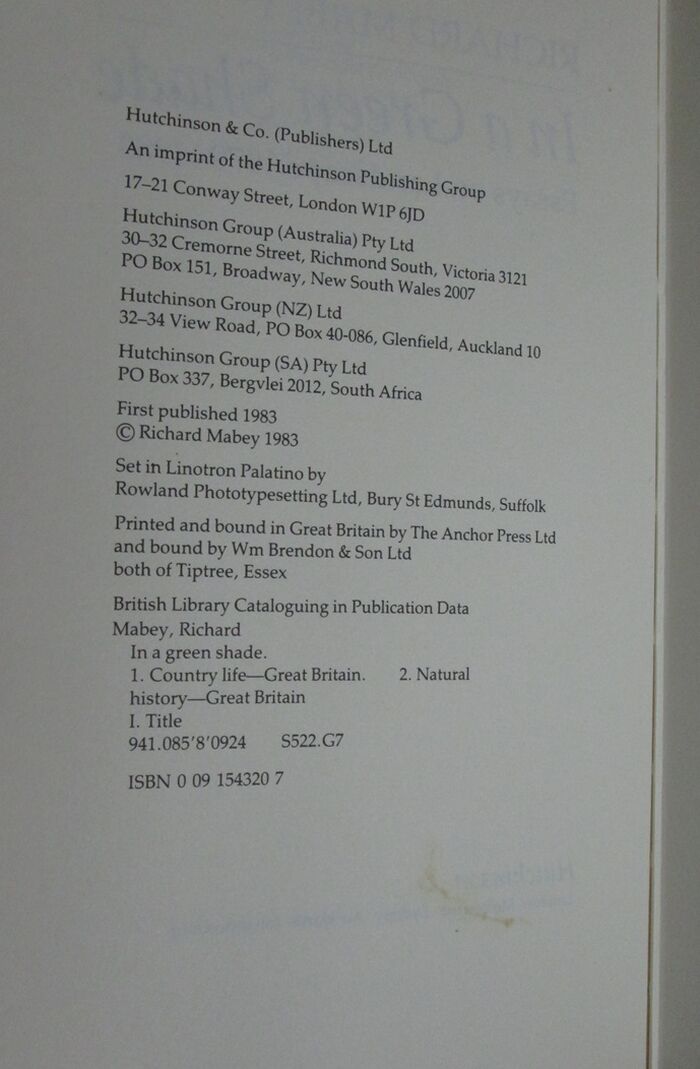 Hutchinson & Co. (Publishers) Ltd
An imprint of the Hutchinson Publishing Group
17–21 Conway Street, London W1P 6JD
Hutchinson Group (Australia) Pty Ltd
30–32 Cremorne Street, Richmond South, Victoria 3121
PO Box 151, Broadway, New South Wales 2007
Hutchinson Group (NZ) Ltd
32–34 View Road, PO Box 40-086, Glenfield, Auckland 10
Hutchinson Group (SA) Pty Ltd
PO Box 337, Bergvlei 2012, South Africa
First published 1983
© Richard Mabey 1983
Set in Linotron Palatino by
Rowland Phototypesetting Ltd, Bury St Edmunds, Suffolk
Printed and bound in Great Britain by The Anchor Press Ltd
and bound by Wm Brendon & Son Ltd
both of Tiptree, Essex
British Library Cataloguing in Publication Data
Mabey, Richard
In a green shade.
1. Country life—Great Britain. 2. Natural
history—Great Britain
I. Title
941.085'8'0924 S522.G7
ISBN 0 09 154320 7